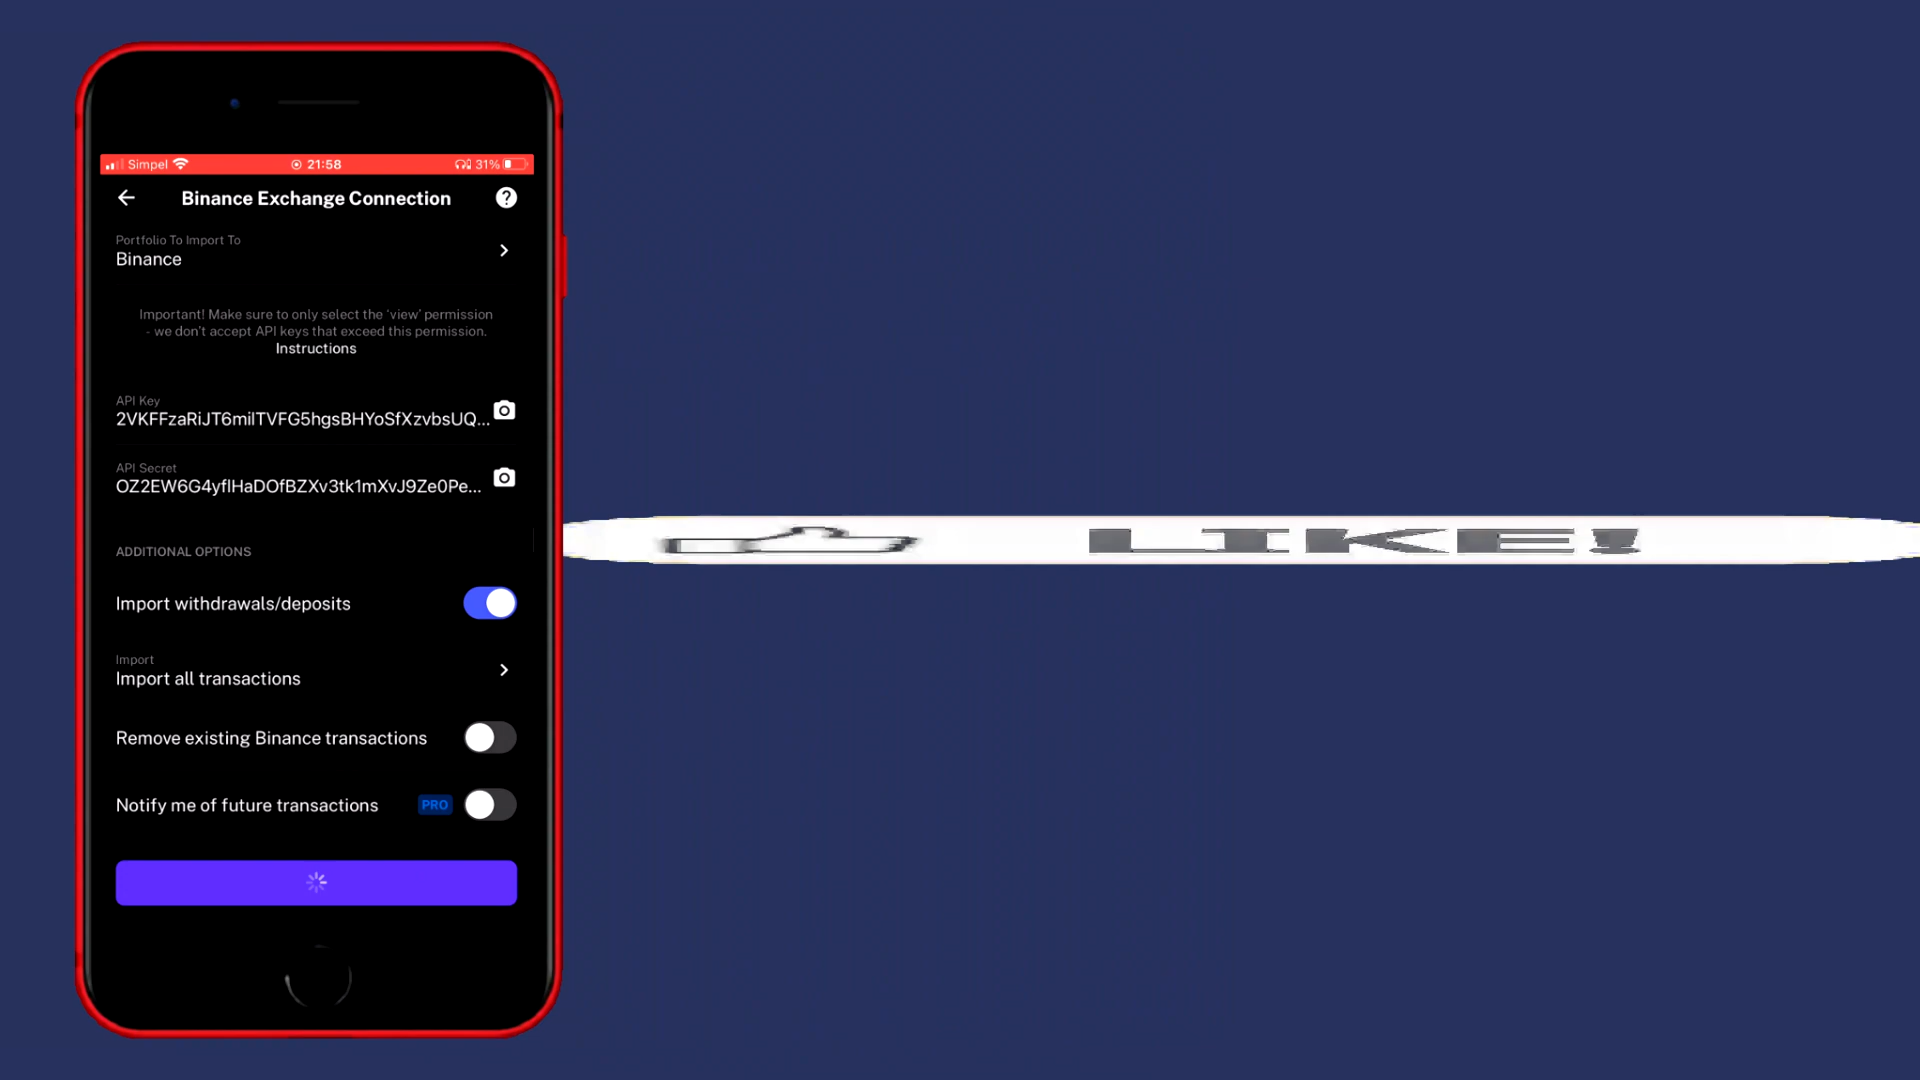 Simpel
21:58
31%
Binance Exchange Connection
?
Portfolio To Import To
Binance
Important! Make sure to only select the ‘view’ permission
- we don’t accept API keys that exceed this permission.
Instructions
API Key
2VKFFzaRiJT6milTVFG5hgsBHYoSfXzvbsUQ...
API Secret
OZ2EW6G4yflHaDOfBZXv3tk1mXvJ9Ze0Pe...
ADDITIONAL OPTIONS
Import withdrawals/deposits
Import
Import all transactions
Remove existing Binance transactions
Notify me of future transactions PRO
LIKE!